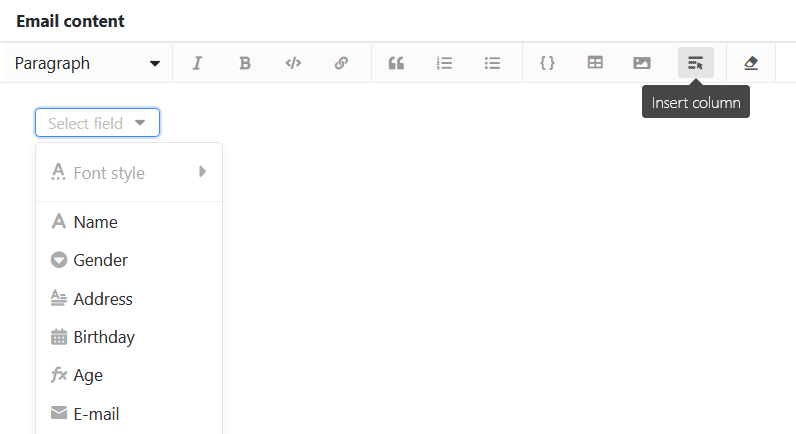 Email content
Paragraph
Insert column
Select field
Font style
Name
Gender
Address
Birthday
Age
E-mail